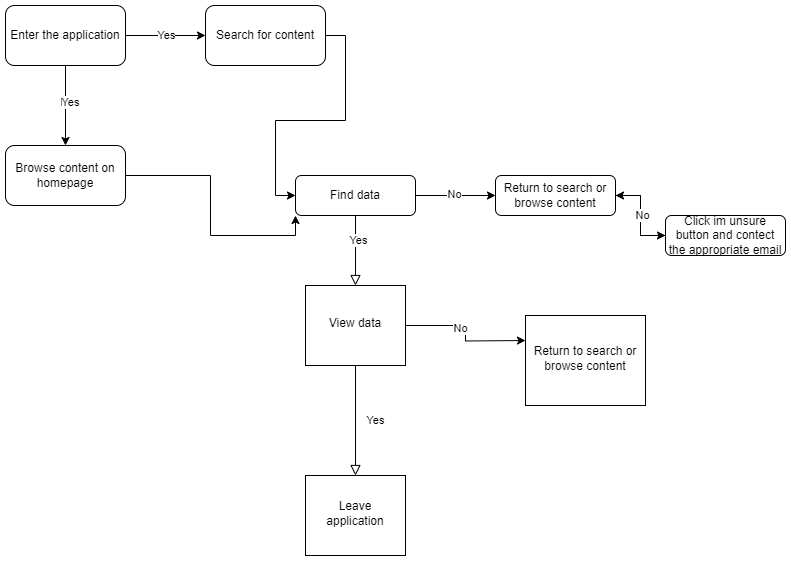 Enter the application
Yes
Search for content
Yes
Browse content on
homepage
Find data
No
Return to search or
browse content
No
Click im unsure
button and contect
the appropriate email
Yes
View data
No
Return to search or
browse content
Yes
Leave
application